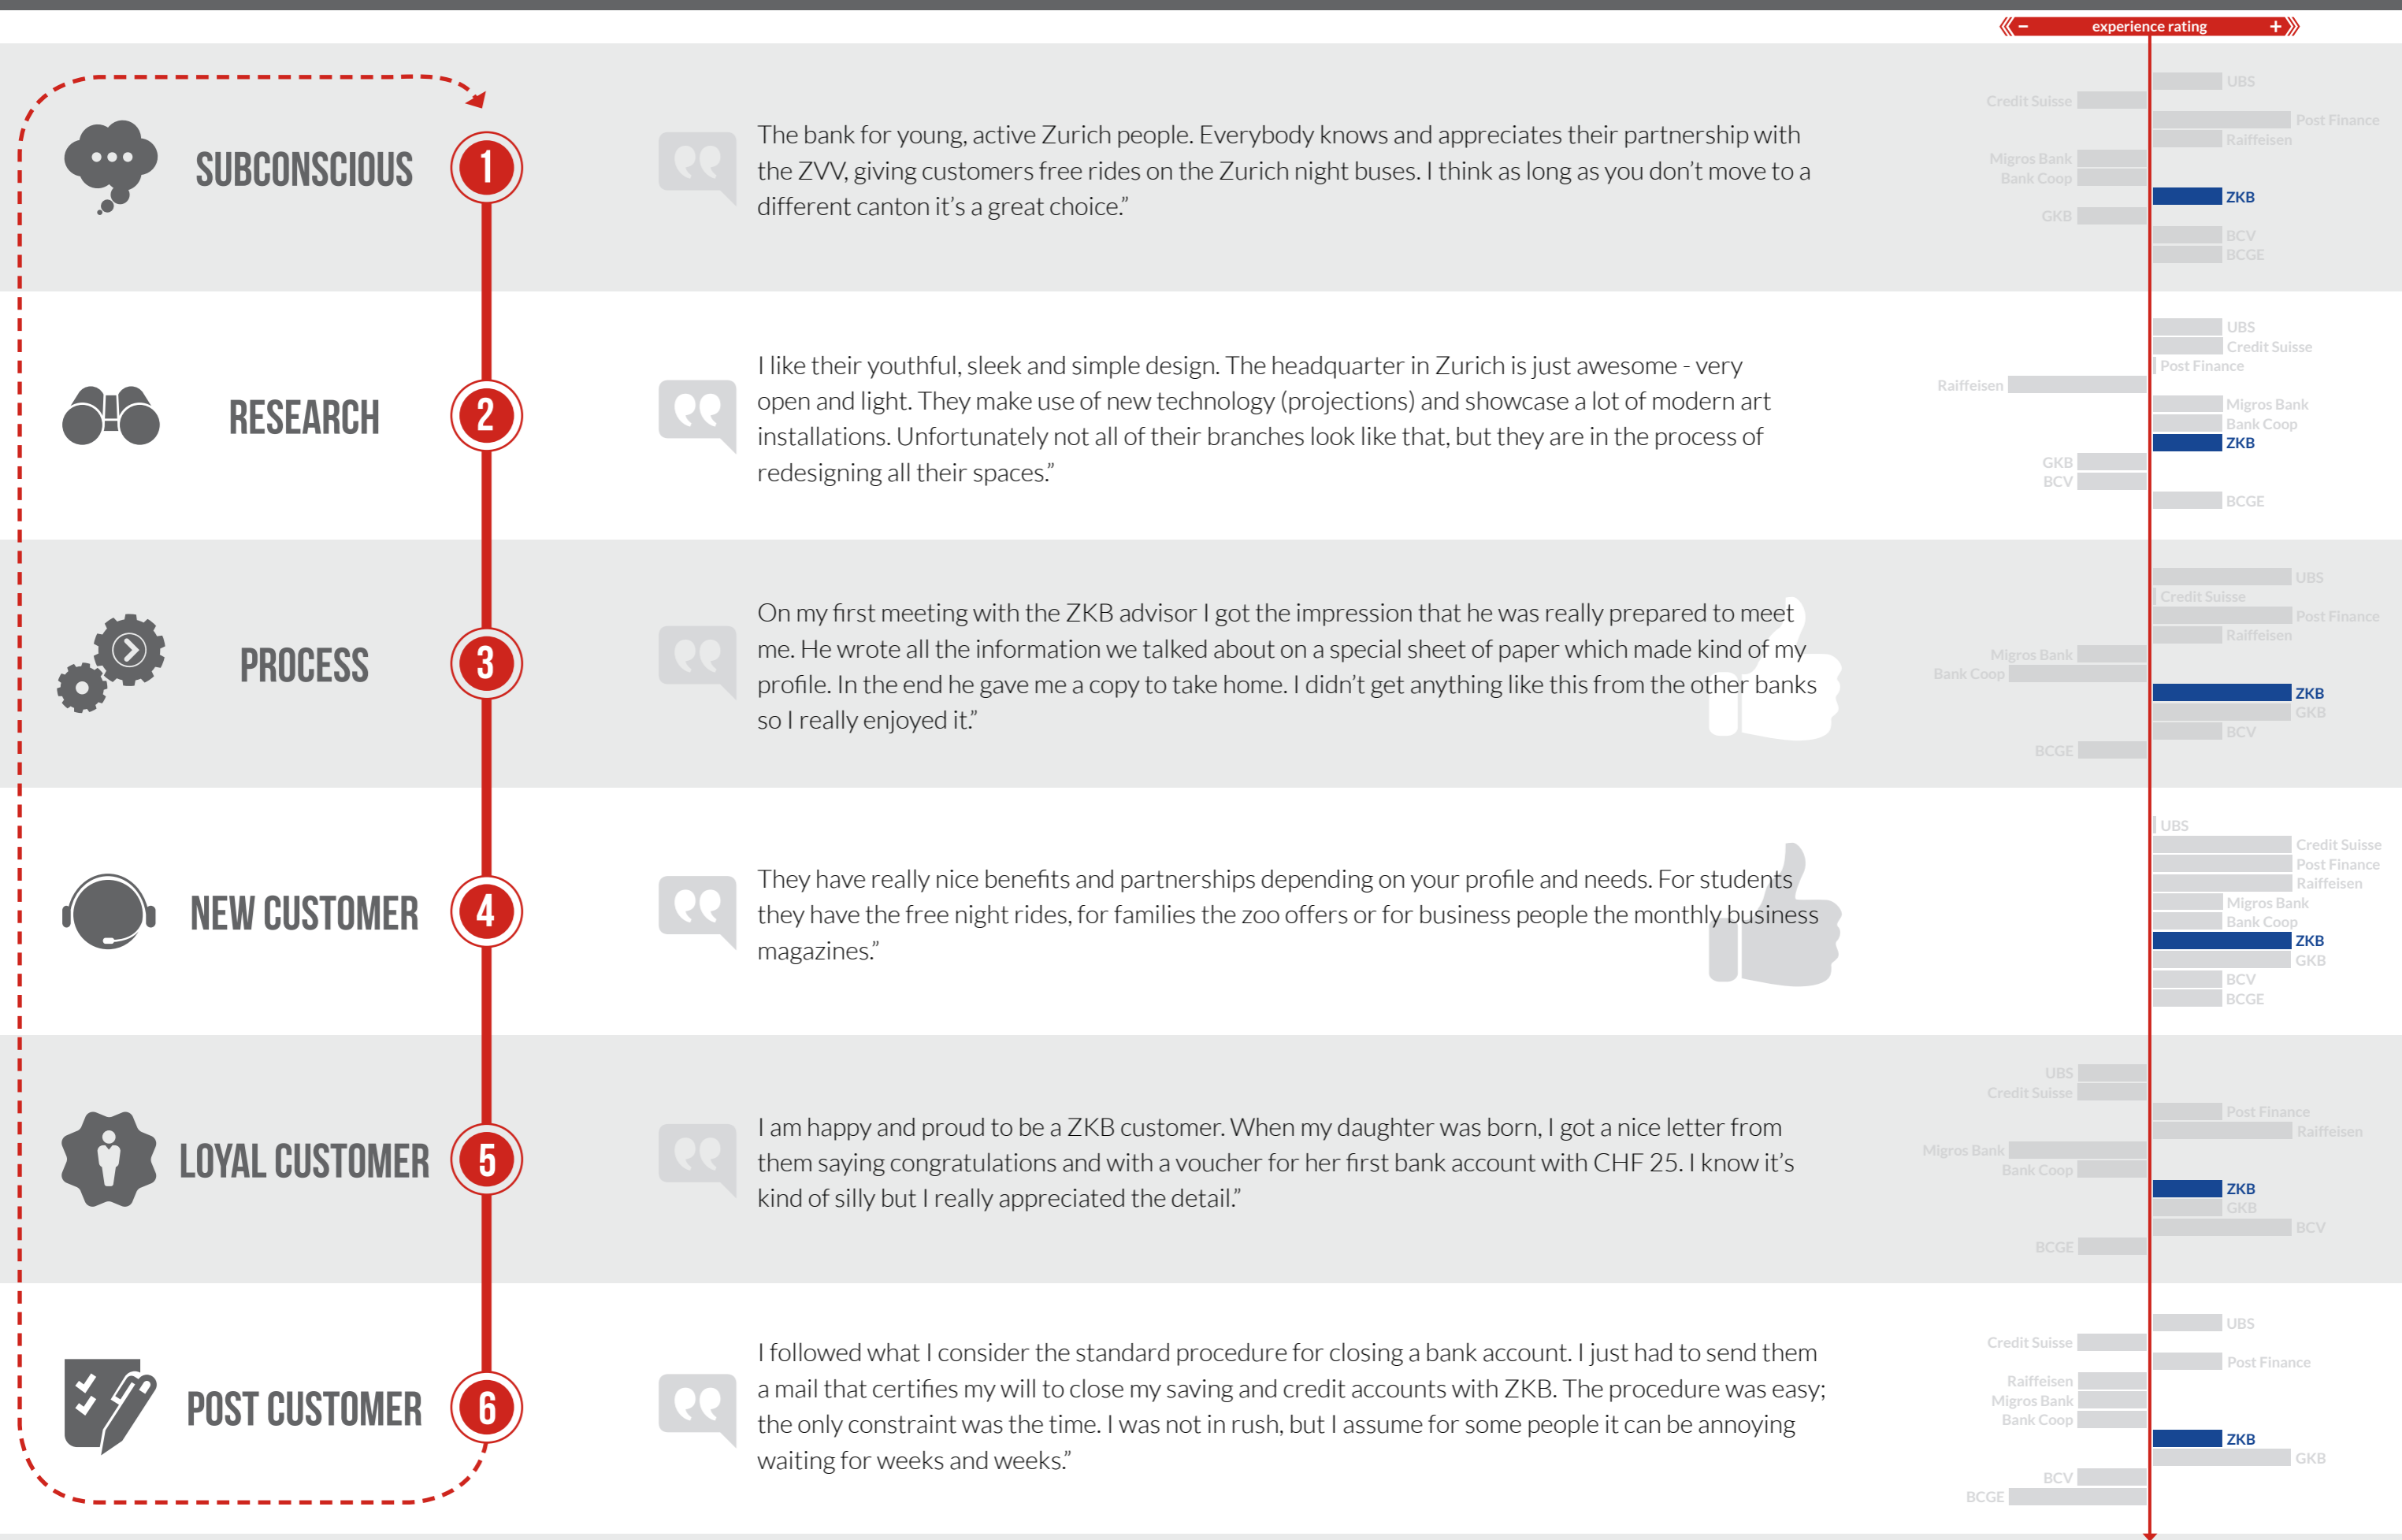 − experience rating +
SUBCONSCIOUS
1
The bank for young, active Zurich people. Everybody knows and appreciates their partnership with
the ZVV, giving customers free rides on the Zurich night buses. I think as long as you don’t move to a
different canton it’s a great choice.”
UBS
Credit Suisse
Post Finance
Raiffeisen
Migros Bank
Bank Coop
ZKB
GKB
BCV
BCGE
RESEARCH
2
I like their youthful, sleek and simple design. The headquarter in Zurich is just awesome - very
open and light. They make use of new technology (projections) and showcase a lot of modern art
installations. Unfortunately not all of their branches look like that, but they are in the process of
redesigning all their spaces.”
UBS
Credit Suisse
Post Finance
Raiffeisen
Migros Bank
Bank Coop
ZKB
GKB
BCV
BCGE
PROCESS
3
On my first meeting with the ZKB advisor I got the impression that he was really prepared to meet
me. He wrote all the information we talked about on a special sheet of paper which made kind of my
profile. In the end he gave me a copy to take home. I didn’t get anything like this from the other banks
so I really enjoyed it.”
UBS
Credit Suisse
Post Finance
Raiffeisen
Migros Bank
Bank Coop
ZKB
GKB
BCV
BCGE
NEW CUSTOMER
4
They have really nice benefits and partnerships depending on your profile and needs. For students
they have the free night rides, for families the zoo offers or for business people the monthly business
magazines.”
UBS
Credit Suisse
Post Finance
Raiffeisen
Migros Bank
Bank Coop
ZKB
GKB
BCV
BCGE
LOYAL CUSTOMER
5
I am happy and proud to be a ZKB customer. When my daughter was born, I got a nice letter from
them saying congratulations and with a voucher for her first bank account with CHF 25. I know it’s
kind of silly but I really appreciated the detail.”
UBS
Credit Suisse
Post Finance
Raiffeisen
Migros Bank
Bank Coop
ZKB
GKB
BCV
BCGE
POST CUSTOMER
6
I followed what I consider the standard procedure for closing a bank account. I just had to send them
a mail that certifies my will to close my saving and credit accounts with ZKB. The procedure was easy;
the only constraint was the time. I was not in rush, but I assume for some people it can be annoying
waiting for weeks and weeks.”
UBS
Credit Suisse
Post Finance
Raiffeisen
Migros Bank
Bank Coop
ZKB
GKB
BCV
BCGE